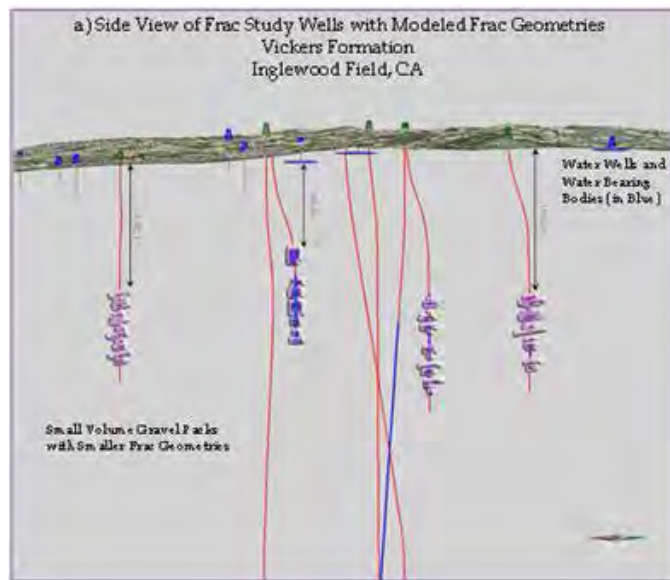 a) Side View of Frac Study Wells with Modeled Frac Geometries
Vickers Formation
Inglewood Field, CA
Water Wells and
Water Bearing
Bodies (in Blue)
Small Volume Gravel Packs
with Smaller Frac Geometries